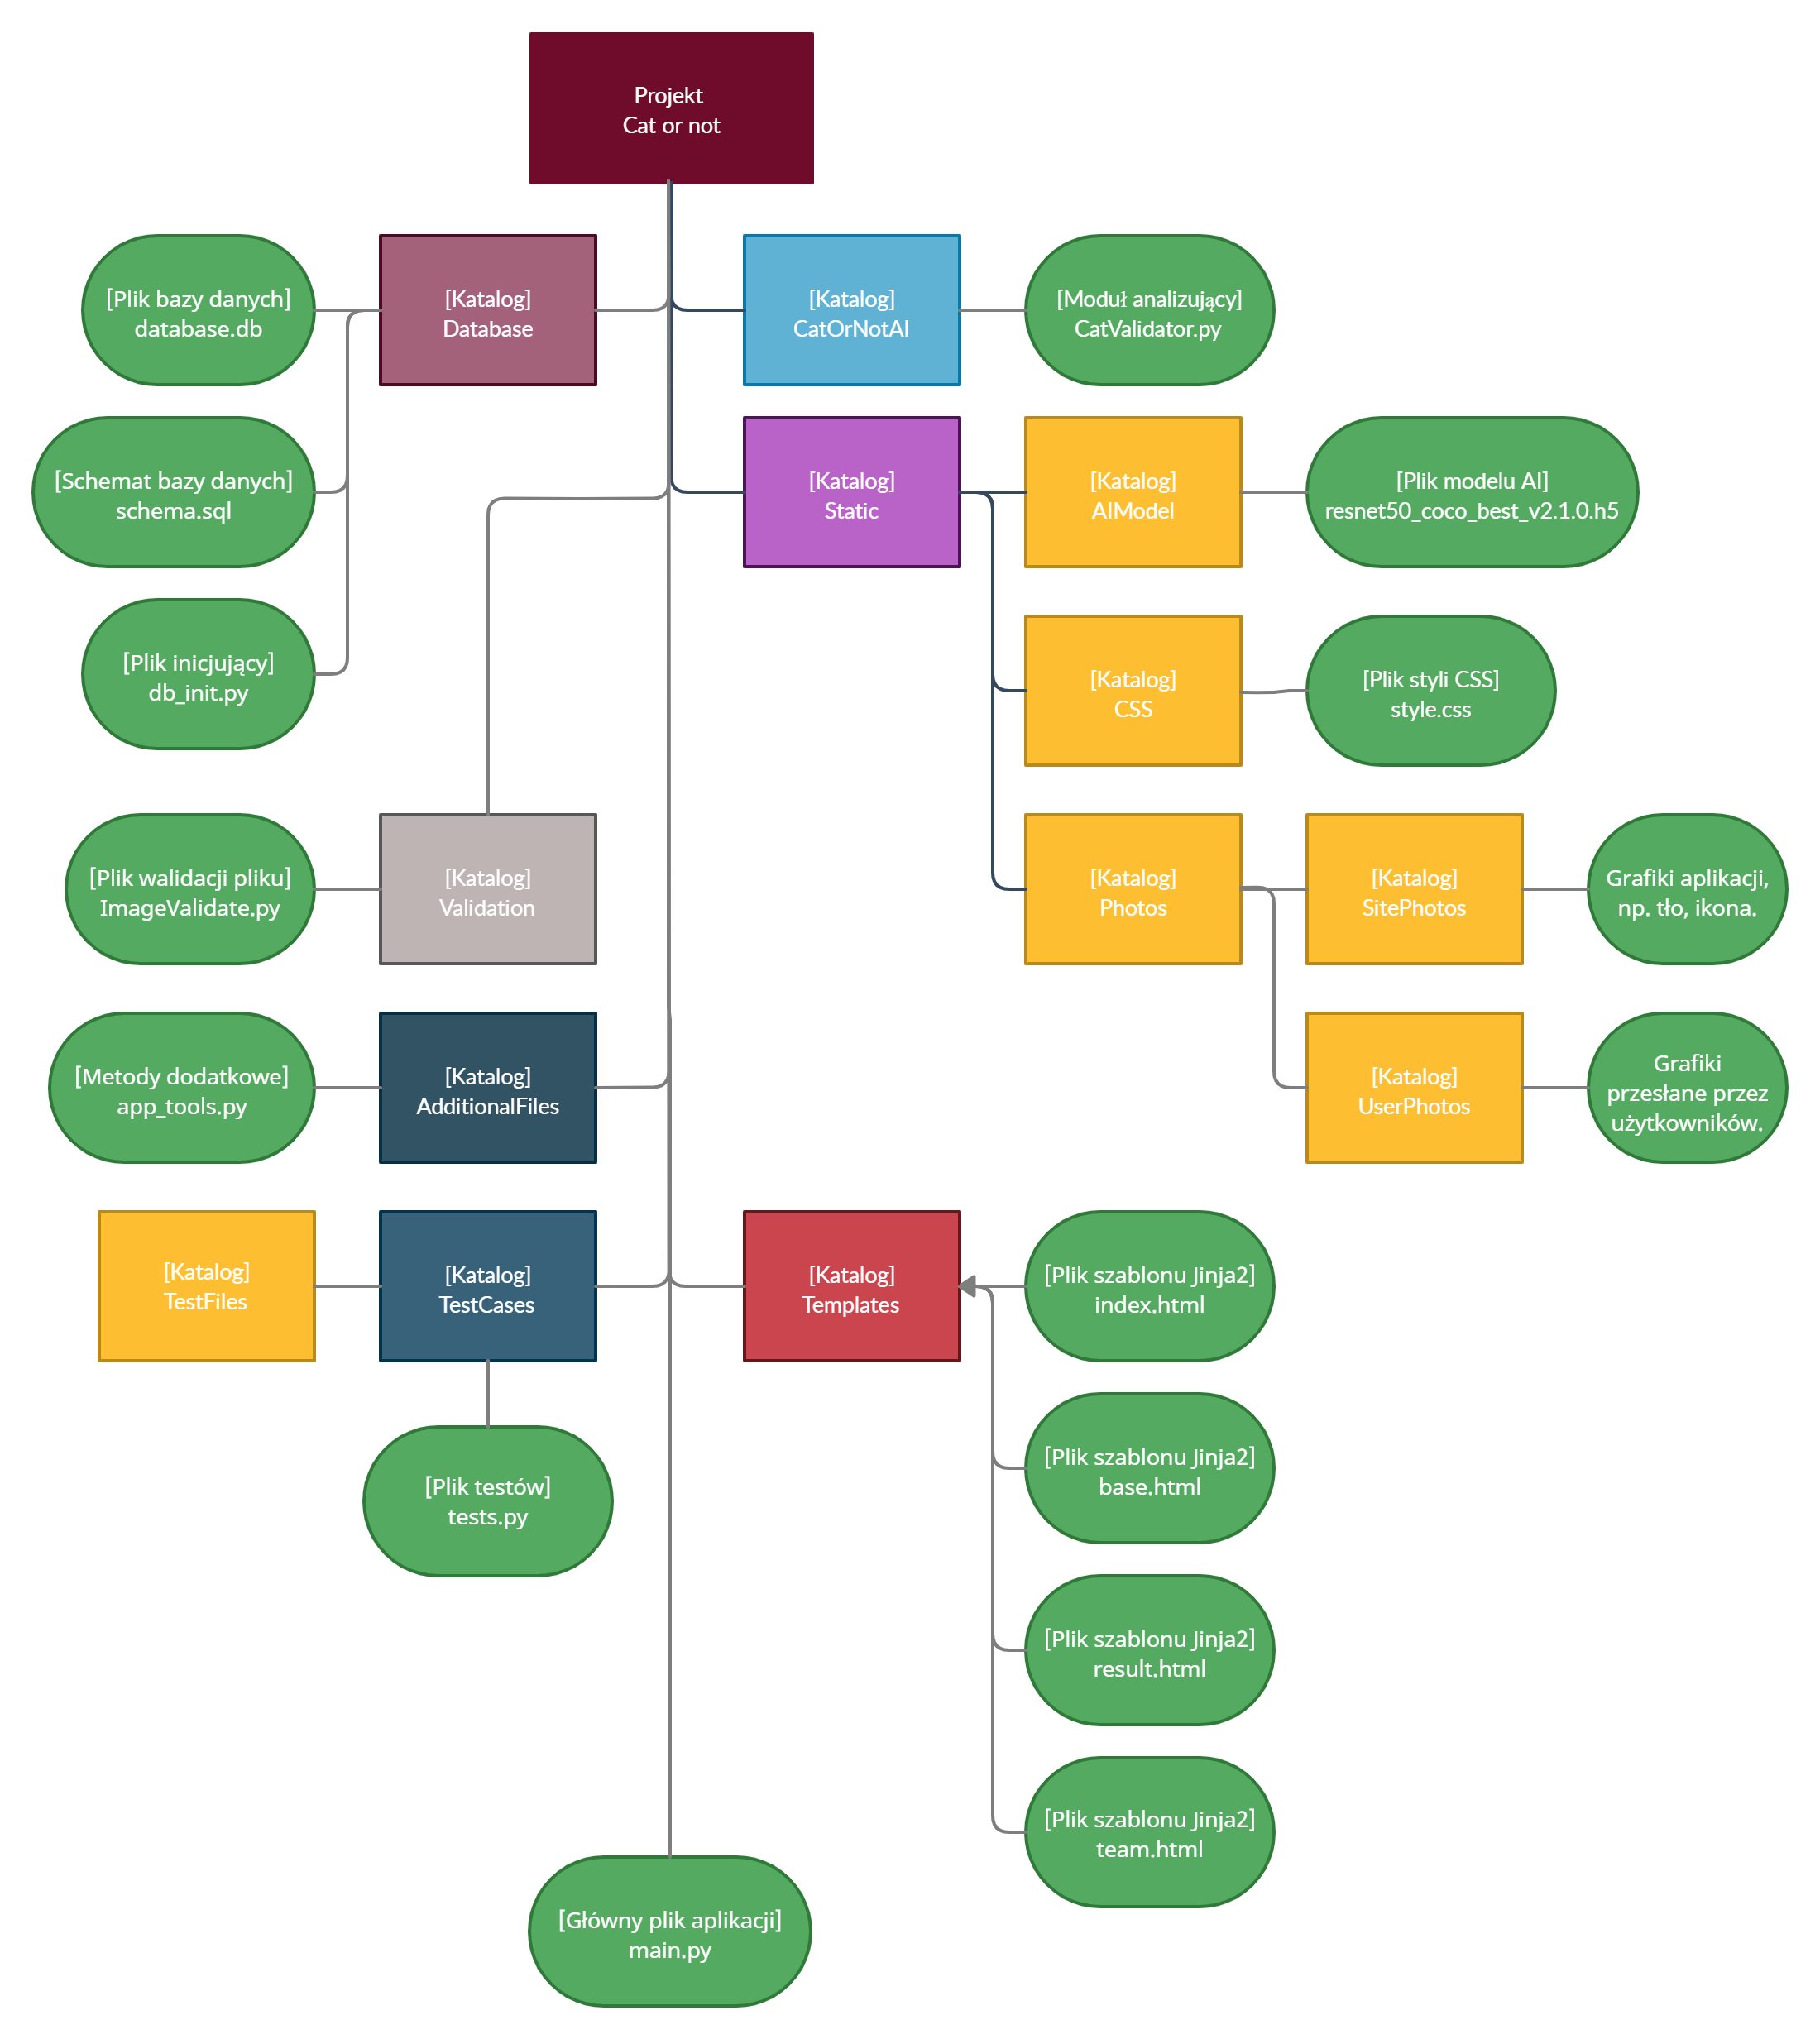 Projekt
Cat or not
[Plik bazy danych]
database.db
[Katalog]
Database
[Katalog]
CatOrNotAI
[Moduł analizujący]
CatValidator.py
[Schemat bazy danych]
schema.sql
[Katalog]
Static
[Katalog]
AIModel
[Plik modelu AI]
resnet50_coco_best_v2.1.0.h5
[Plik inicjujący]
db_init.py
[Katalog]
CSS
[Plik styli CSS]
style.css
[Plik walidacji pliku]
ImageValidate.py
[Katalog]
Validation
[Katalog]
Photos
[Katalog]
SitePhotos
Grafiki aplikacji,
np. tło, ikona.
[Metody dodatkowe]
app_tools.py
[Katalog]
AdditionalFiles
[Katalog]
UserPhotos
Grafiki
przesłane przez
użytkowników.
[Katalog]
TestFiles
[Katalog]
TestCases
[Katalog]
Templates
[Plik szablonu Jinja2]
index.html
[Plik testów]
tests.py
[Plik szablonu Jinja2]
base.html
[Plik szablonu Jinja2]
result.html
[Plik szablonu Jinja2]
team.html
[Główny plik aplikacji]
main.py